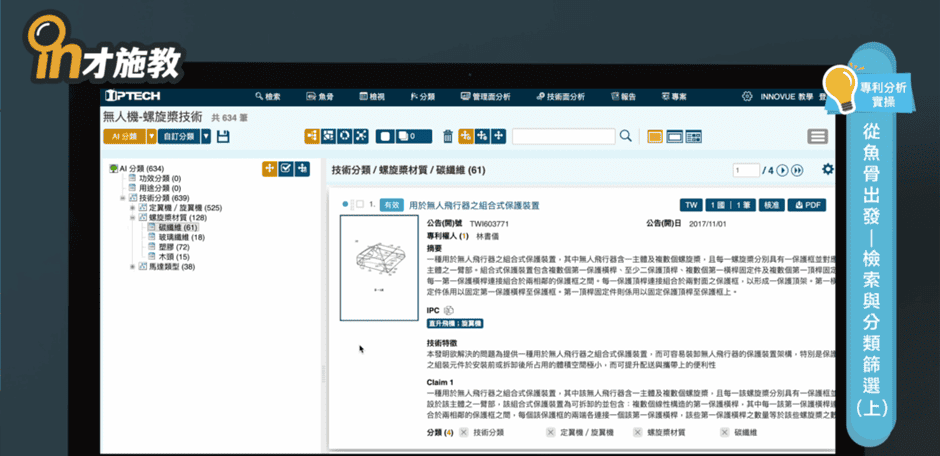 in才施教
IPTECH
檢索
魚骨
檢視
分類
管理面分析
技術面分析
報告
專案
INNOVUE 教學
登
無人機-螺旋槳技術 共 634 筆
AI 分類
自訂分類
0
AI 分類 (634)
功效分類 (0)
用途分類 (0)
技術分類 (639)
定翼機 / 旋翼機 (525)
螺旋槳材質 (128)
碳纖維 (61)
玻璃纖維 (18)
塑膠 (72)
木頭 (15)
馬達類型 (38)
技術分類 / 螺旋槳材質 / 碳纖維 (61)
1 / 4
1. 有效 用於無人飛行器之組合式保護裝置
TW 1 國 | 1 筆 核准 PDF
公告(開)號 TWI603771 公告(開)日 2017/11/01
專利權人 (1) 林書儀
摘要
一種用於無人飛行器之組合式保護裝置，其中無人飛行器含一主體及複數個螺旋槳，且每一螺旋槳分別具有一保護框並對應
主體之一臂部。組合式保護裝置包含複數個第一保護橫桿、至少二保護頂桿、複數個第一橫桿固定件及複數個第一頂桿固定
每一第一保護橫桿連接組合於兩相鄰的保護框之間。每一保護頂桿連接組合於兩對面之保護框，以形成一保護頂架。第一橫
定件係用以固定第一保護橫桿至保護框。第一頂桿固定件則係用以固定保護頂桿至保護框上。
IPC
直升飛機；旋翼機
技術特徵
本發明欲解決的問題為提供一種用於無人飛行器之組合式保護裝置，而可容易裝卸無人飛行器的保護裝置架構，特別是保護
之組裝元件於安裝前或拆卸後所占用的體積空間極小，而可提升配送與攜帶上的便利性
Claim 1
一種用於無人飛行器之組合式保護裝置，其中該無人飛行器含一主體及複數個螺旋槳，且每一該螺旋槳分別具有一保護框並
設於該主體之一臂部，該組合式保護裝置為可拆卸的並包含：複數個線性構造的第一保護橫桿，其中每一該第一保護橫桿連
合於兩相鄰的保護框之間，每個該保護框的兩端各連接一個該第一保護橫桿，該些第一保護橫桿之數量等於該些螺旋槳之數
分類 (4) 技術分類 定翼機 / 旋翼機 螺旋槳材質 碳纖維
專利分析
實操
從魚骨出發｜檢索與分類篩選(上)